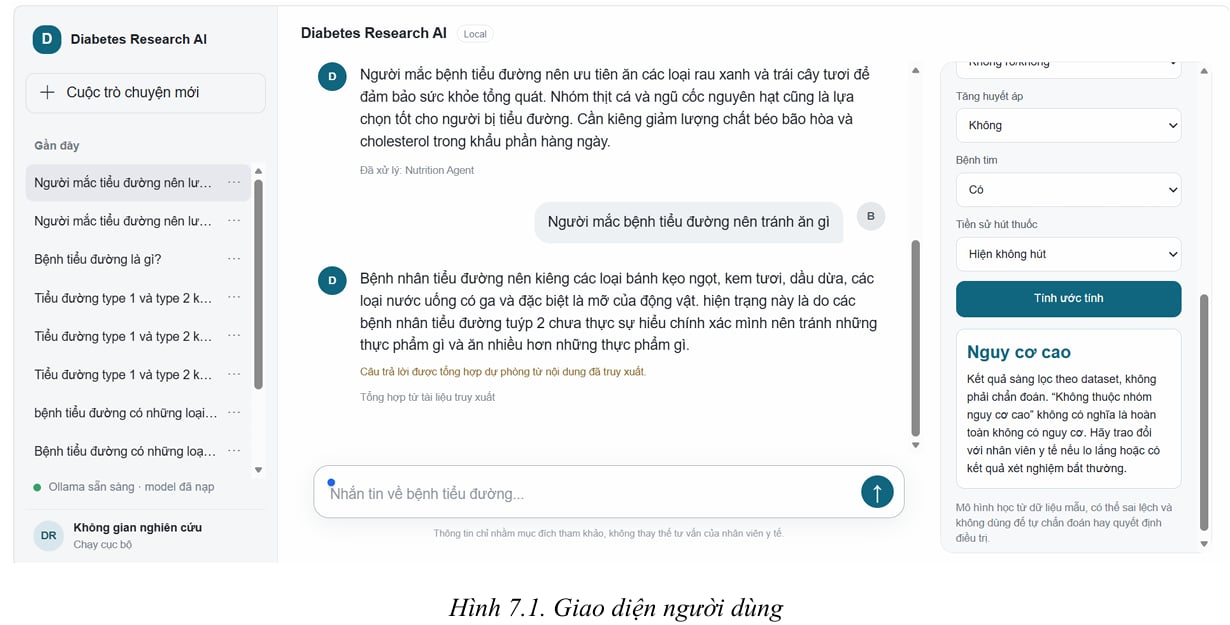 D Diabetes Research AI
+ Cuộc trò chuyện mới
Gần đây
Người mắc tiểu đường nên lư… ...
Người mắc tiểu đường nên lư… ...
Bệnh tiểu đường là gì? ...
Tiểu đường type 1 và type 2 k… ...
Tiểu đường type 1 và type 2 k… ...
Tiểu đường type 1 và type 2 k… ...
bệnh tiểu đường có những loại… ...
Bệnh tiểu đường có những loạ… ...
Ollama sẵn sàng · model đã nạp
DR Không gian nghiên cứu
Chạy cục bộ
Diabetes Research AI Local
D Người mắc bệnh tiểu đường nên ưu tiên ăn các loại rau xanh và trái cây tươi để
đảm bảo sức khỏe tổng quát. Nhóm thịt cá và ngũ cốc nguyên hạt cũng là lựa
chọn tốt cho người bị tiểu đường. Cần kiêng giảm lượng chất béo bão hòa và
cholesterol trong khẩu phần hàng ngày.
Đã xử lý: Nutrition Agent
Người mắc bệnh tiểu đường nên tránh ăn gì B
D Bệnh nhân tiểu đường nên kiêng các loại bánh kẹo ngọt, kem tươi, dầu dừa, các
loại nước uống có ga và đặc biệt là mỡ của động vật. hiện trạng này là do các
bệnh nhân tiểu đường tuýp 2 chưa thực sự hiểu chính xác mình nên tránh những
thực phẩm gì và ăn nhiều hơn những thực phẩm gì.
Câu trả lời được tổng hợp dự phòng từ nội dung đã truy xuất.
Tổng hợp từ tài liệu truy xuất
Nhắn tin về bệnh tiểu đường...
Thông tin chỉ nhằm mục đích tham khảo, không thay thế tư vấn của nhân viên y tế.
Tăng huyết áp
Không
Bệnh tim
Có
Tiền sử hút thuốc
Hiện không hút
Tính ước tính
Nguy cơ cao
Kết quả sàng lọc theo dataset, không
phải chẩn đoán. “Không thuộc nhóm
nguy cơ cao” không có nghĩa là hoàn
toàn không có nguy cơ. Hãy trao đổi
với nhân viên y tế nếu lo lắng hoặc có
kết quả xét nghiệm bất thường.
Mô hình học từ dữ liệu mẫu, có thể sai lệch và
không dùng để tự chẩn đoán hay quyết định
điều trị.
Hình 7.1. Giao diện người dùng